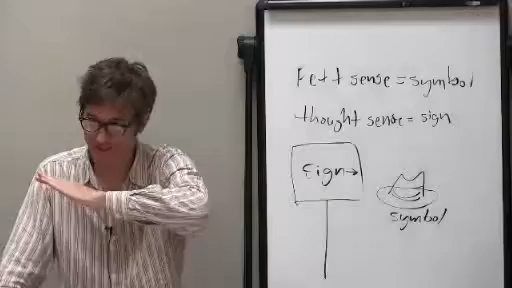 Felt sense = symbol
thought sense = sign
Sign→
symbol